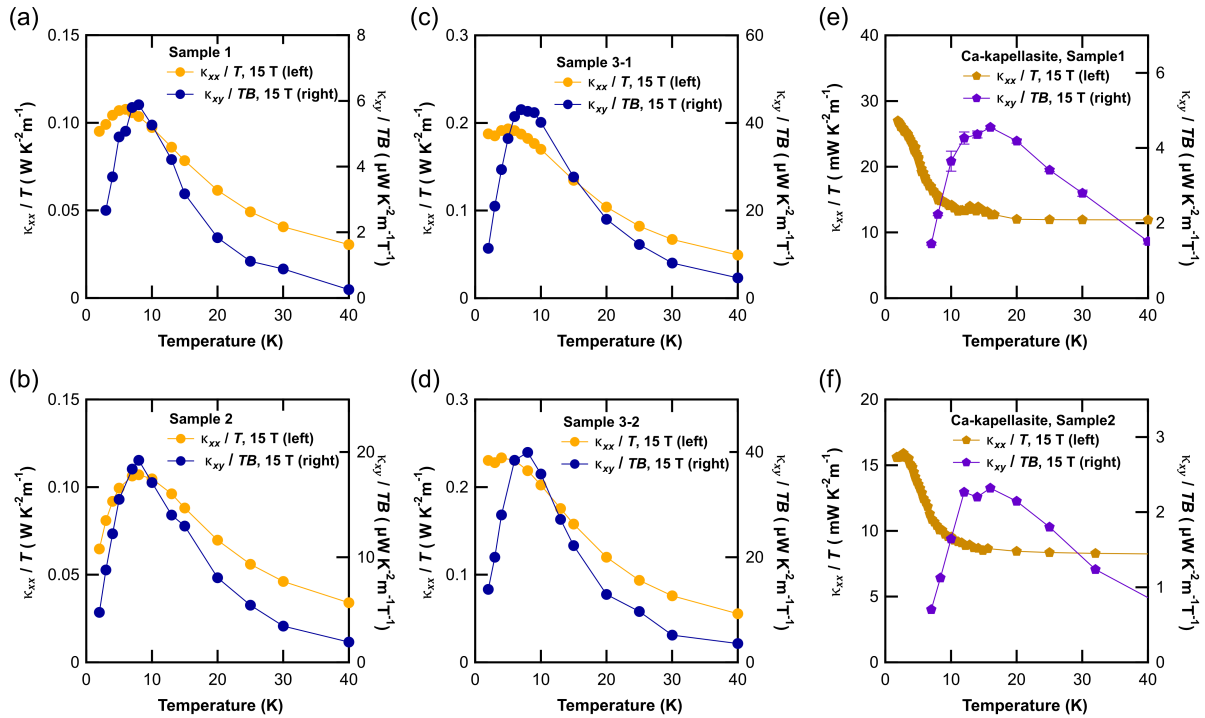 (a)
0.15
0.10
0.05
0
κxx / T ( W K-2m-1)
Sample 1
κxx / T, 15 T (left)
κxy / TB, 15 T (right)
8
6
4
2
0
κxy / TB ( µW K-2m-1T-1)
0 10 20 30 40
Temperature (K)
(c)
0.3
0.2
0.1
0
κxx / T ( W K-2m-1)
Sample 3-1
κxx / T, 15 T (left)
κxy / TB, 15 T (right)
60
40
20
0
κxy / TB ( µW K-2m-1T-1)
0 10 20 30 40
Temperature (K)
(e)
40
30
20
10
0
κxx / T ( mW K-2m-1)
Ca-kapellasite, Sample1
κxx / T, 15 T (left)
κxy / TB, 15 T (right)
6
4
2
0
κxy / TB ( µW K-2m-1T-1)
0 10 20 30 40
Temperature (K)
(b)
0.15
0.10
0.05
0
κxx / T ( W K-2m-1)
Sample 2
κxx / T, 15 T (left)
κxy / TB, 15 T (right)
20
10
0
κxy / TB ( µW K-2m-1T-1)
0 10 20 30 40
Temperature (K)
(d)
0.3
0.2
0.1
0
κxx / T ( W K-2m-1)
Sample 3-2
κxx / T, 15 T (left)
κxy / TB, 15 T (right)
40
20
0
κxy / TB ( µW K-2m-1T-1)
0 10 20 30 40
Temperature (K)
(f)
20
15
10
5
0
κxx / T ( mW K-2m-1)
Ca-kapellasite, Sample2
κxx / T, 15 T (left)
κxy / TB, 15 T (right)
3
2
1
0
κxy / TB ( µW K-2m-1T-1)
0 10 20 30 40
Temperature (K)